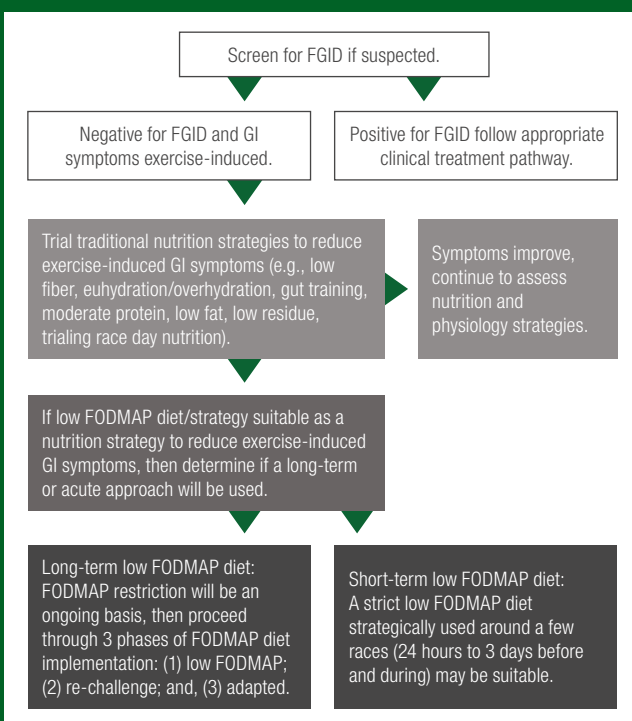 Screen for FGID if suspected.
Negative for FGID and GI
symptoms exercise-induced.
Positive for FGID follow appropriate
clinical treatment pathway.
Trial traditional nutrition strategies to reduce
exercise-induced GI symptoms (e.g., low
fiber, euhydration/overhydration, gut training,
moderate protein, low fat, low residue,
trialing race day nutrition).
Symptoms improve,
continue to assess
nutrition and
physiology strategies.
If low FODMAP diet/strategy suitable as a
nutrition strategy to reduce exercise-induced
GI symptoms, then determine if a long-term
or acute approach will be used.
Long-term low FODMAP diet:
FODMAP restriction will be an
ongoing basis, then proceed
through 3 phases of FODMAP diet
implementation: (1) low FODMAP;
(2) re-challenge; and, (3) adapted.
Short-term low FODMAP diet:
A strict low FODMAP diet
strategically used around a few
races (24 hours to 3 days before
and during) may be suitable.